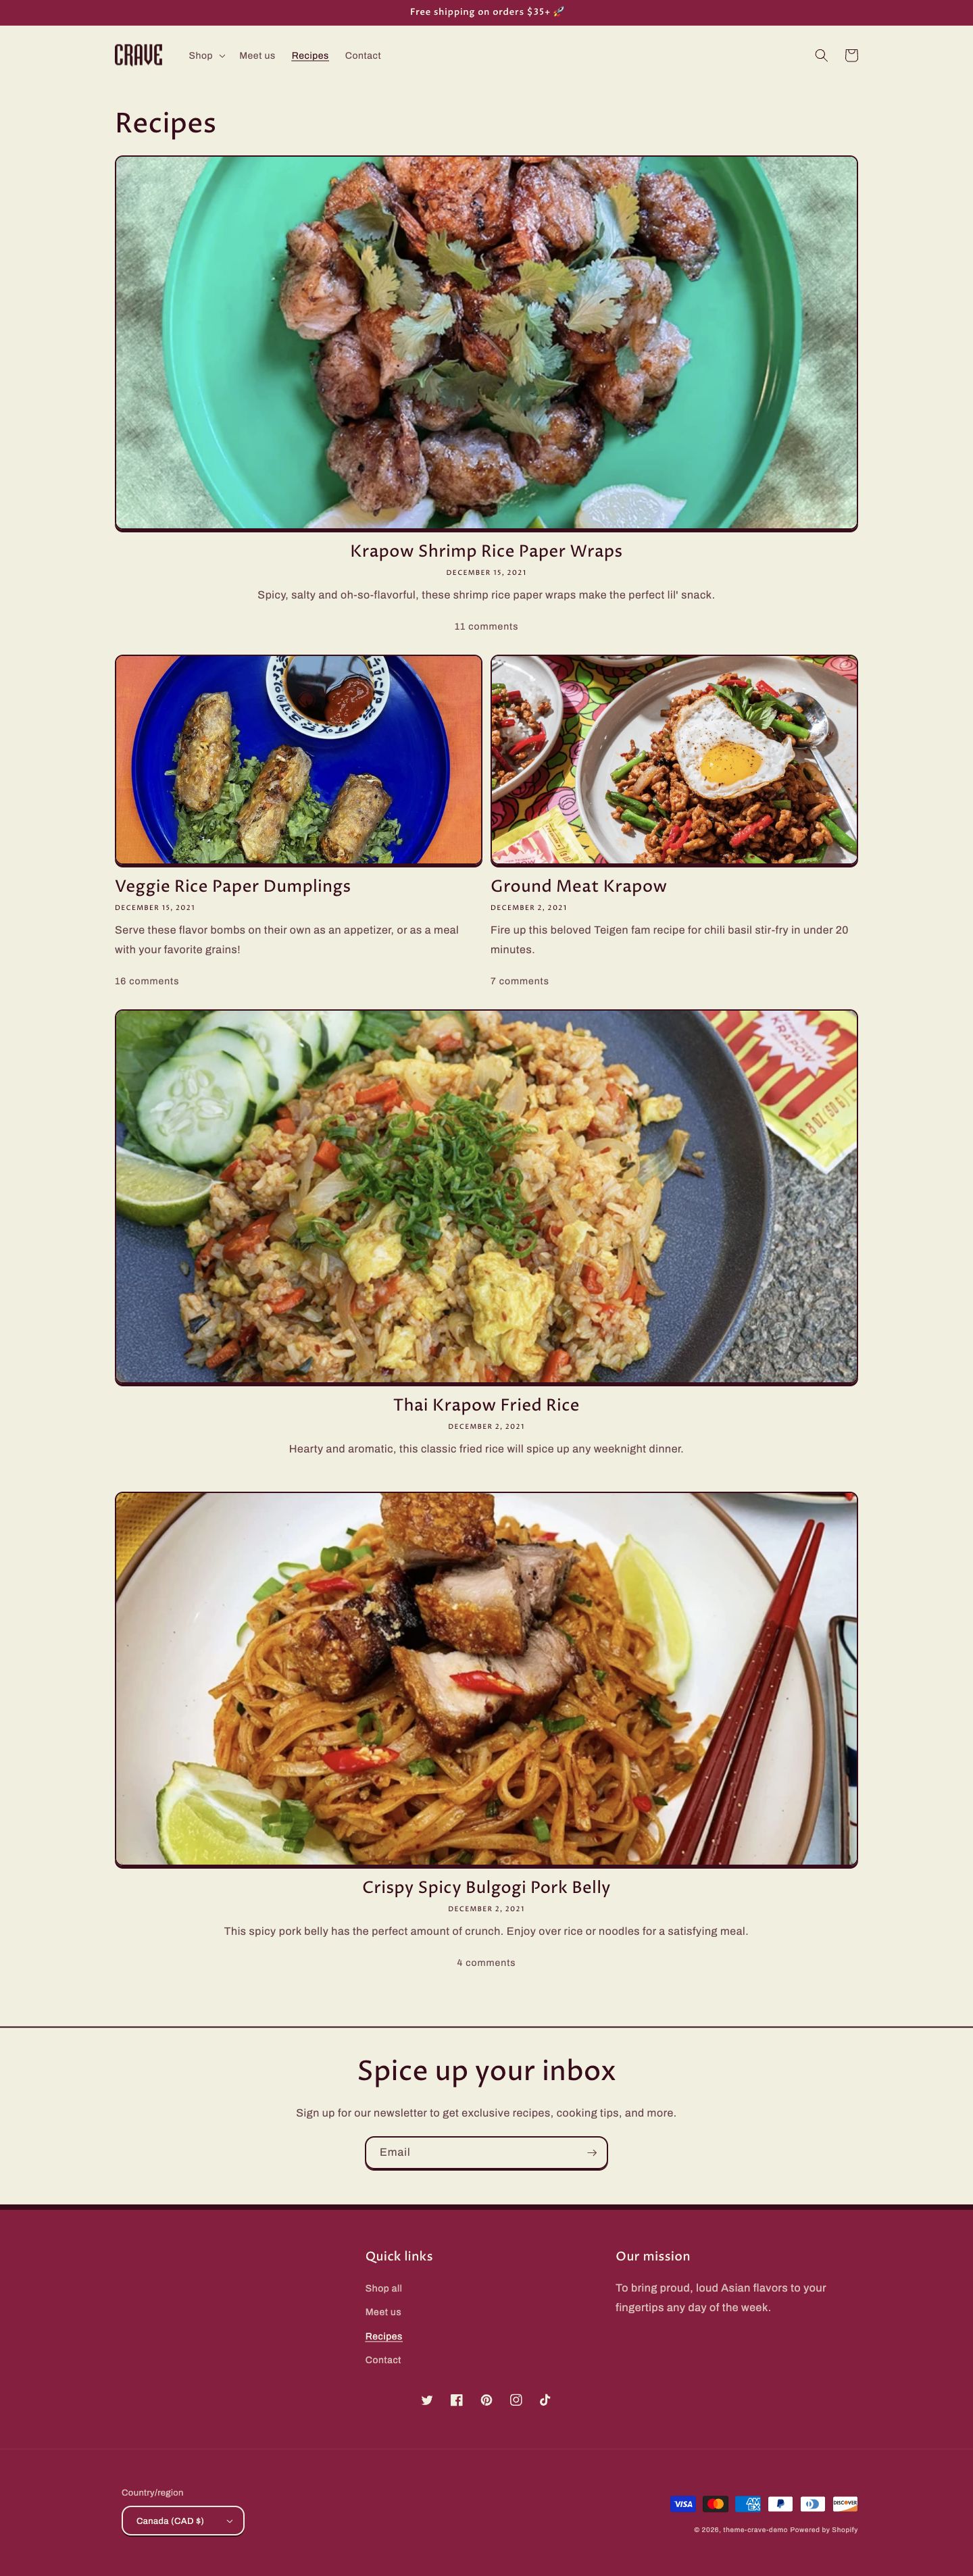 Free shipping on orders $35+ 🚀
CRAVE
Shop
Meet us
Recipes
Contact
Recipes
Krapow Shrimp Rice Paper Wraps
DECEMBER 15, 2021
Spicy, salty and oh-so-flavorful, these shrimp rice paper wraps make the perfect lil' snack.
11 comments
Veggie Rice Paper Dumplings
DECEMBER 15, 2021
Serve these flavor bombs on their own as an appetizer, or as a meal
with your favorite grains!
16 comments
Ground Meat Krapow
DECEMBER 2, 2021
Fire up this beloved Teigen fam recipe for chili basil stir-fry in under 20
minutes.
7 comments
KRAPOW
1.8 OZ (50 g)
Thai Krapow Fried Rice
DECEMBER 2, 2021
Hearty and aromatic, this classic fried rice will spice up any weeknight dinner.
Crispy Spicy Bulgogi Pork Belly
DECEMBER 2, 2021
This spicy pork belly has the perfect amount of crunch. Enjoy over rice or noodles for a satisfying meal.
4 comments
Spice up your inbox
Sign up for our newsletter to get exclusive recipes, cooking tips, and more.
Email
Quick links
Shop all
Meet us
Recipes
Contact
Our mission
To bring proud, loud Asian flavors to your
fingertips any day of the week.
Country/region
Canada (CAD $)
VISA
AMEX
DISCOVER
© 2026, theme-crave-demo Powered by Shopify